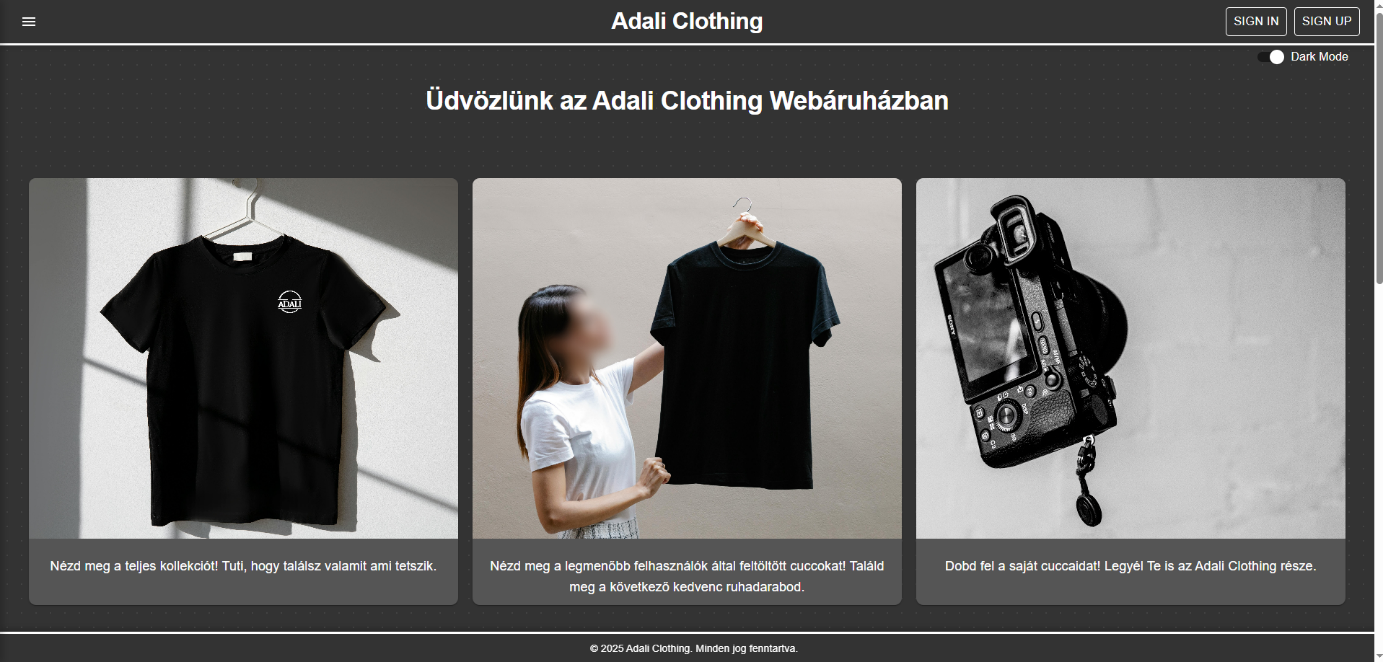 Adali Clothing
SIGN IN
SIGN UP
Dark Mode
Üdvözlünk az Adali Clothing Webáruházban
ADALI
SONY
Nézd meg a teljes kollekciót! Tuti, hogy találsz valamit ami tetszik.
Nézd meg a legmenőbb felhasználók által feltöltött cuccokat! Találd
meg a következő kedvenc ruhadarabod.
Dobd fel a saját cuccaidat! Legyél Te is az Adali Clothing része.
© 2025 Adali Clothing. Minden jog fenntartva.